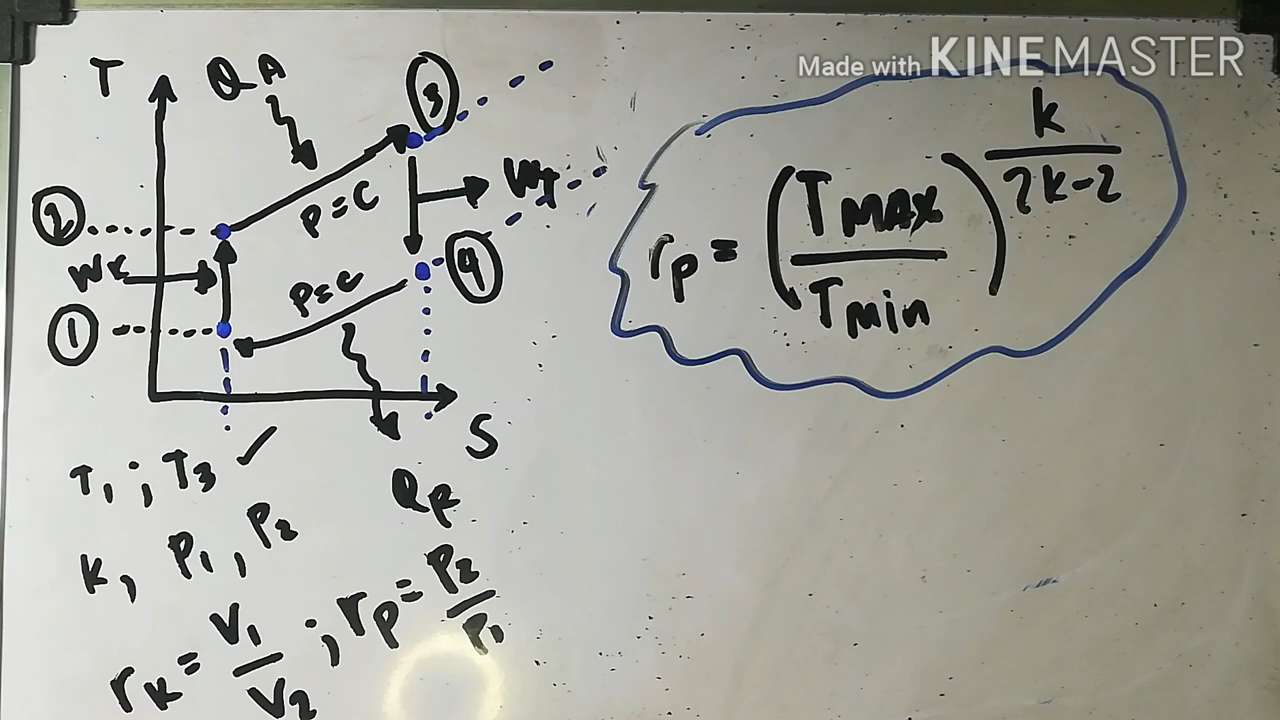 Made with KINEMASTER
T
QA
3
P=C
WT
2
WK
P=C
4
1
S
QR
T1; T3 ✓
k, P1, P2
rk = V1/V2 ; rp = P2/P1
rp = (TMAX/Tmin)^(k/(2k-2))